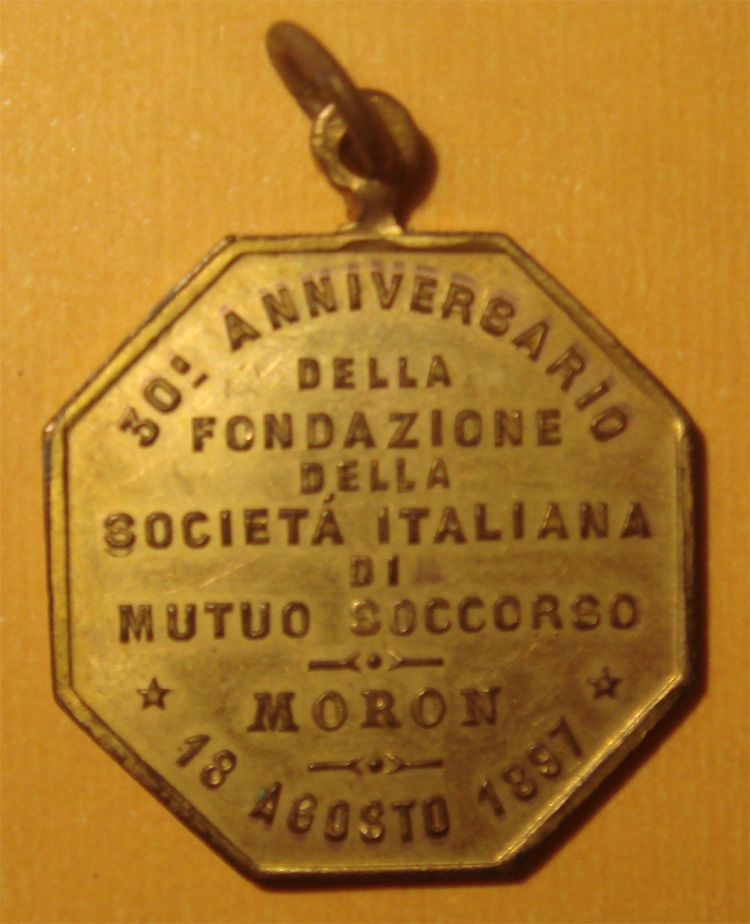 30º ANNIVERSARIO
DELLA
FONDAZIONE
DELLA
SOCIETÁ ITALIANA
DI
MUTUO SOCCORSO
MORON
18 AGOSTO 1897